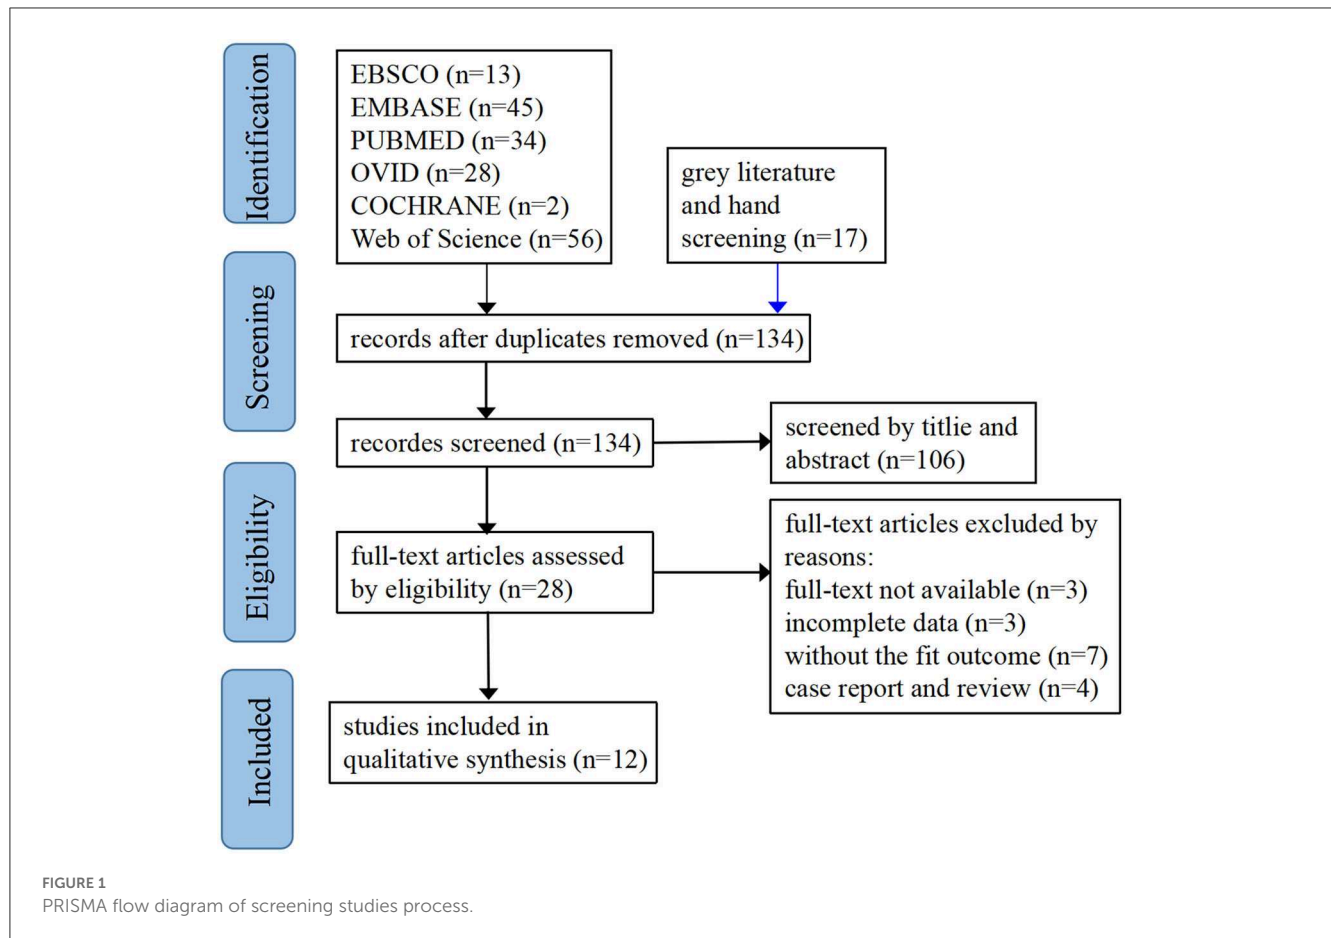 Identification
EBSCO (n=13)
EMBASE (n=45)
PUBMED (n=34)
OVID (n=28)
COCHRANE (n=2)
Web of Science (n=56)
grey literature
and hand
screening (n=17)
Screening
records after duplicates removed (n=134)
recordes screened (n=134)
screened by titlie and
abstract (n=106)
Eligibility
full-text articles assessed
by eligibility (n=28)
full-text articles excluded by
reasons:
full-text not available (n=3)
incomplete data (n=3)
without the fit outcome (n=7)
case report and review (n=4)
Included
studies included in
qualitative synthesis (n=12)
FIGURE 1
PRISMA flow diagram of screening studies process.